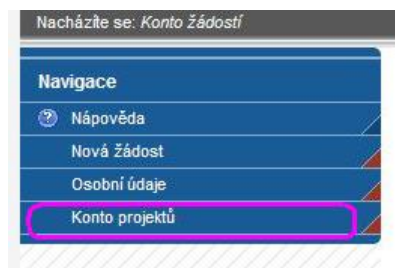 Nacházíte se: Konto žádostí
Navigace
Nápověda
Nová žádost
Osobní údaje
Konto projektů